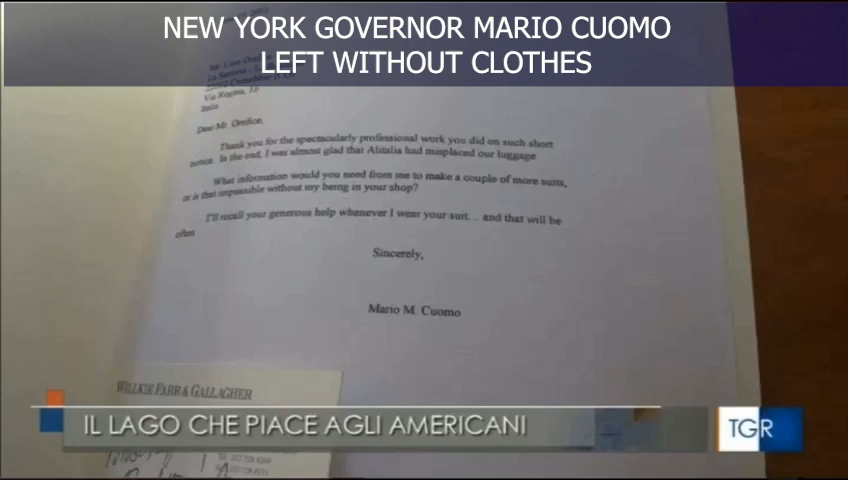 NEW YORK GOVERNOR MARIO CUOMO
LEFT WITHOUT CLOTHES
Via Regina,
Italia
Dear Mr. Orefice,
Thank you for the spectacularly professional work you did on such short
notice. In the end, I was almost glad that Alitalia had misplaced our luggage
What information would you need from me to make a couple of more suits,
or is that impossible without my being in your shop?
I'll recall your generous help whenever I wear your suit... and that will be
often
Sincerely,
Mario M. Cuomo
WILLKIE FARR & GALLAGHER
IL LAGO CHE PIACE AGLI AMERICANI
TGR